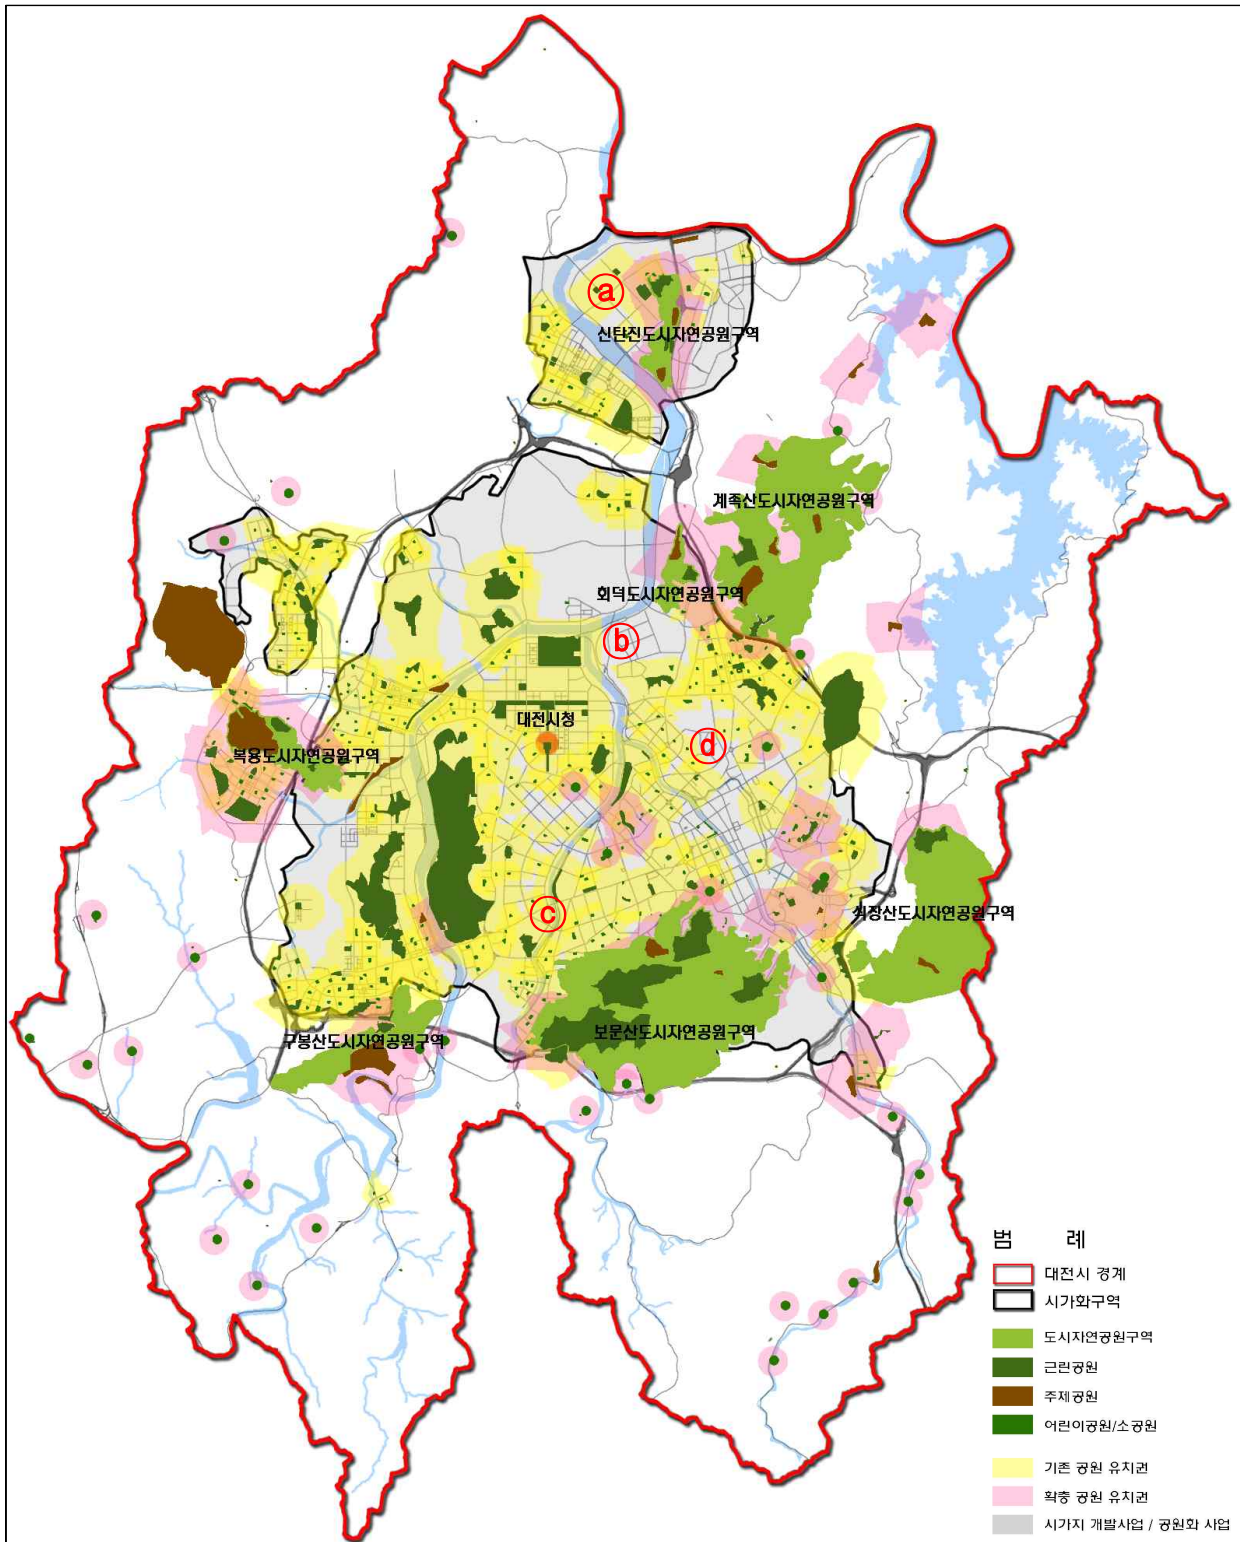 ⓐ
신탄진도시자연공원구역
계족산도시자연공원구역
회덕도시자연공원구역
ⓑ
대전시청
ⓓ
복용도시자연공원구역
ⓒ
식장산도시자연공원구역
보문산도시자연공원구역
구봉산도시자연공원구역
범 례
대전시 경계
시가화구역
도시자연공원구역
근린공원
주제공원
어린이공원/소공원
기존 공원 유치권
확충 공원 유치권
시가지 개발사업 / 공원화 사업